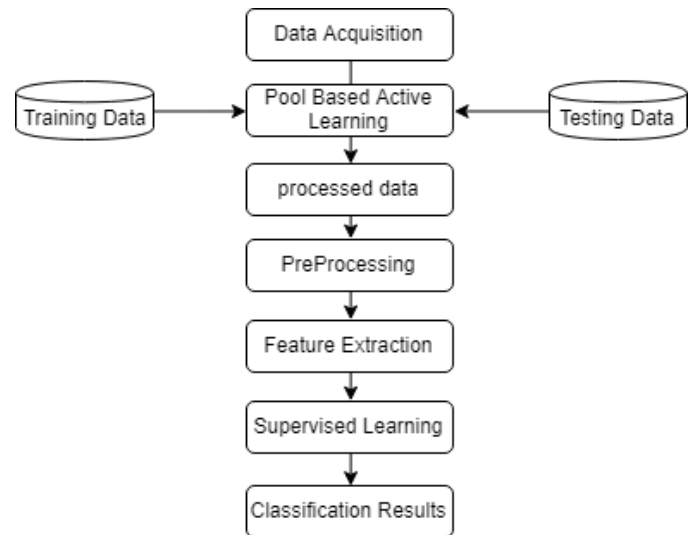 Data Acquisition
Training Data
Pool Based Active
Learning
Testing Data
processed data
PreProcessing
Feature Extraction
Supervised Learning
Classification Results